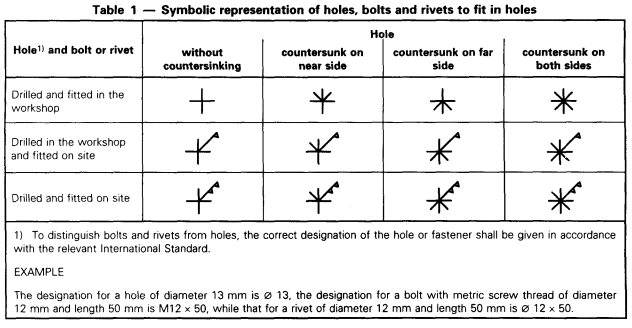 Table 1 — Symbolic representation of holes, bolts and rivets to fit in holes
Hole1) and bolt or rivet
Hole
without
countersinking
countersunk on
near side
countersunk on far
side
countersunk on
both sides
Drilled and fitted in the
workshop
Drilled in the workshop
and fitted on site
Drilled and fitted on site
1) To distinguish bolts and rivets from holes, the correct designation of the hole or fastener shall be given in accordance
with the relevant International Standard.
EXAMPLE
The designation for a hole of diameter 13 mm is ∅ 13, the designation for a bolt with metric screw thread of diameter
12 mm and length 50 mm is M12 × 50, while that for a rivet of diameter 12 mm and length 50 mm is ∅ 12 × 50.